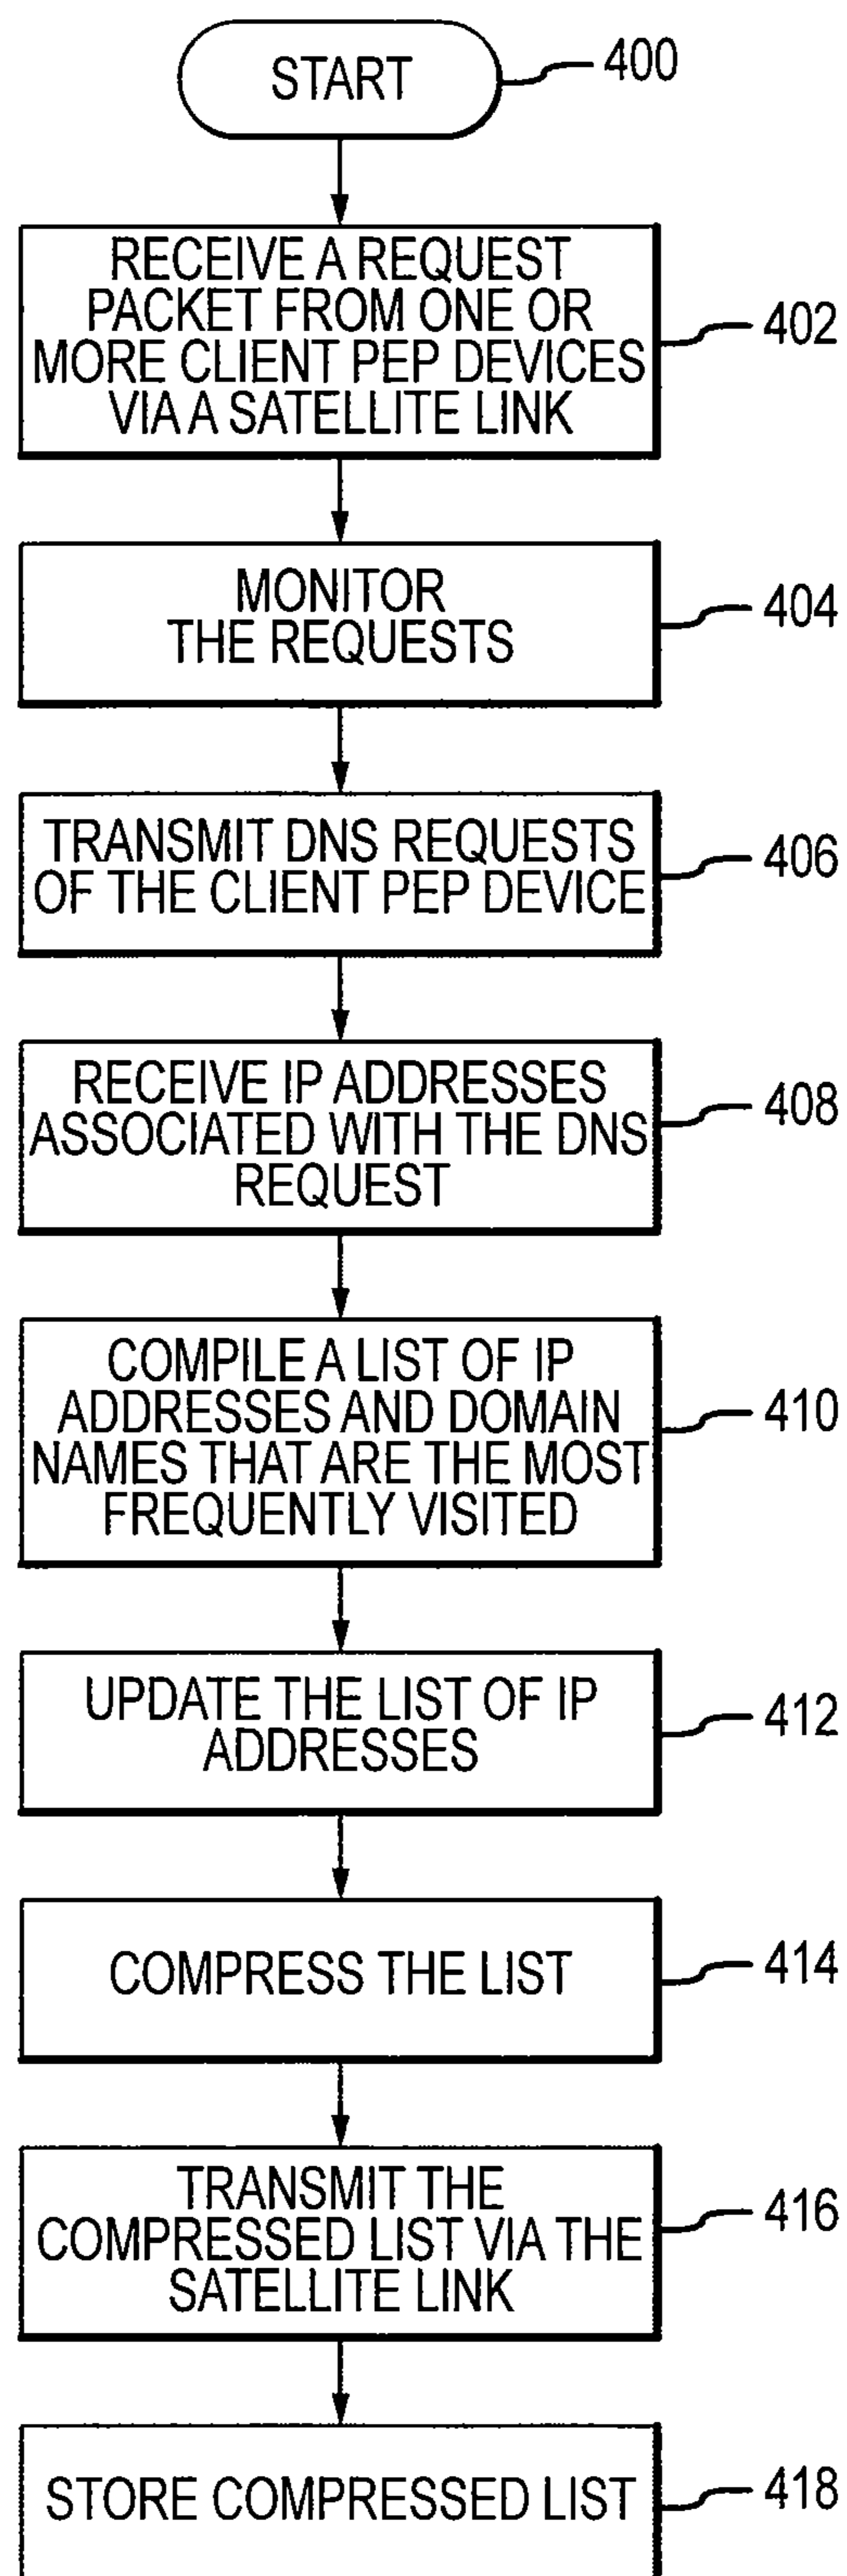 START
400
RECEIVE A REQUEST
PACKET FROM ONE OR
MORE CLIENT PEP DEVICES
VIA A SATELLITE LINK
402
MONITOR
THE REQUESTS
404
TRANSMIT DNS REQUESTS
OF THE CLIENT PEP DEVICE
406
RECEIVE IP ADDRESSES
ASSOCIATED WITH THE DNS
REQUEST
408
COMPILE A LIST OF IP
ADDRESSES AND DOMAIN
NAMES THAT ARE THE MOST
FREQUENTLY VISITED
410
UPDATE THE LIST OF IP
ADDRESSES
412
COMPRESS THE LIST
414
TRANSMIT THE
COMPRESSED LIST VIA THE
SATELLITE LINK
416
STORE COMPRESSED LIST
418